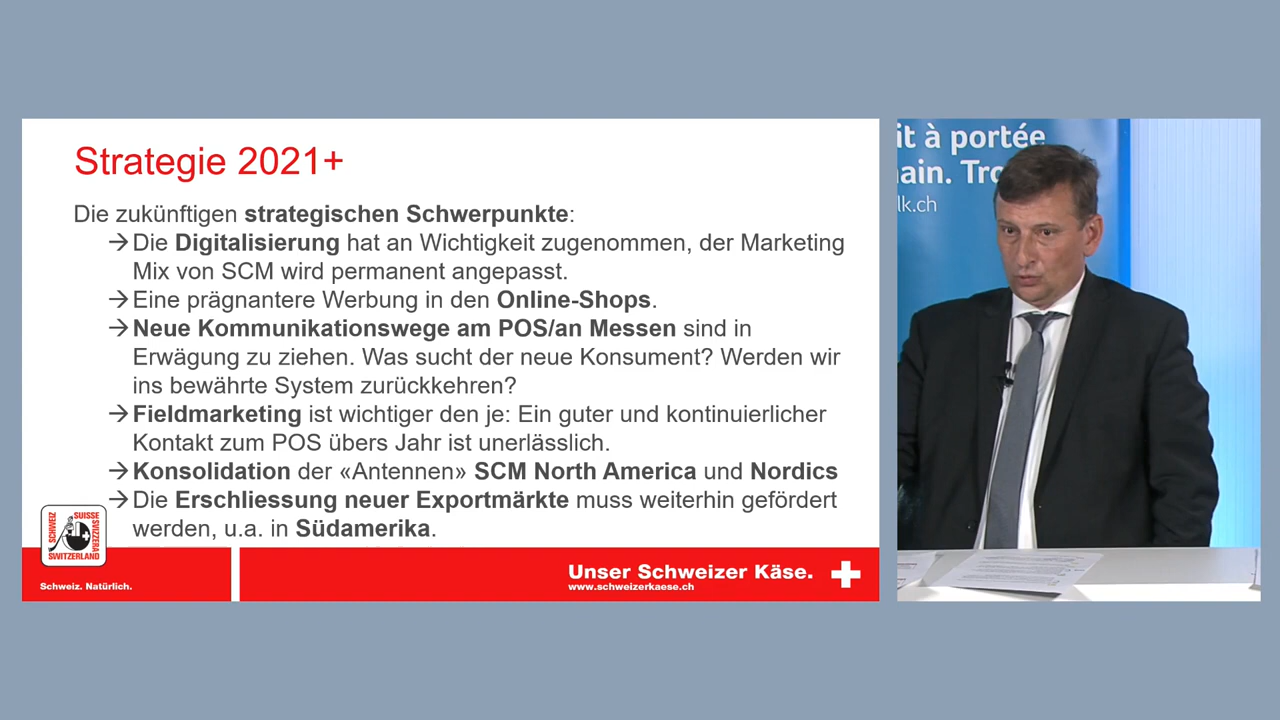 Strategie 2021+
Die zukünftigen strategischen Schwerpunkte:
→Die Digitalisierung hat an Wichtigkeit zugenommen, der Marketing
Mix von SCM wird permanent angepasst.
→Eine prägnantere Werbung in den Online-Shops.
→Neue Kommunikationswege am POS/an Messen sind in
Erwägung zu ziehen. Was sucht der neue Konsument? Werden wir
ins bewährte System zurückkehren?
→Fieldmarketing ist wichtiger den je: Ein guter und kontinuierlicher
Kontakt zum POS übers Jahr ist unerlässlich.
→Konsolidation der «Antennen» SCM North America und Nordics
→Die Erschliessung neuer Exportmärkte muss weiterhin gefördert
werden, u.a. in Südamerika.
SCHWEIZ
SUISSE
SVIZZERA
SWITZERLAND
Schweiz. Natürlich.
Unser Schweizer Käse.
www.schweizerkaese.ch
it à portée
ain. Tro
lk.ch